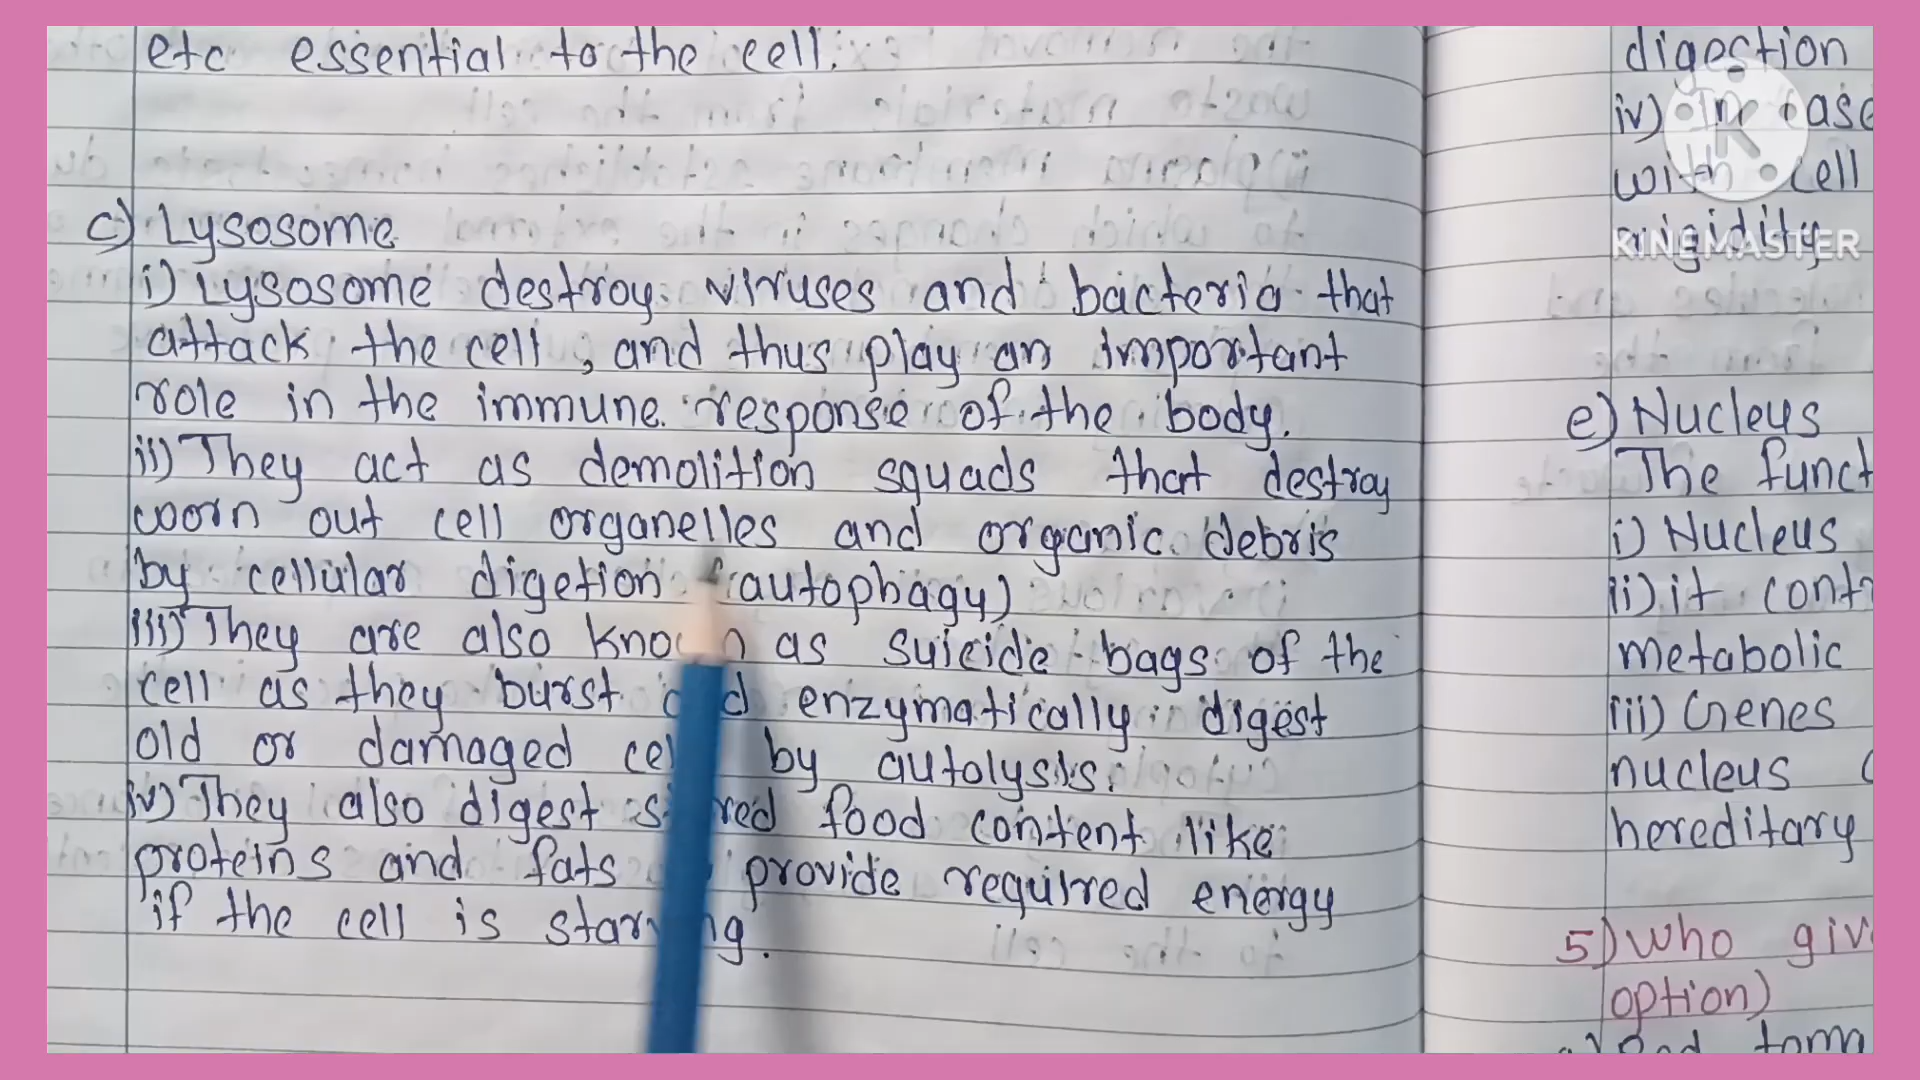 etc essential to the cell.
c) Lysosome
i) Lysosome destroy viruses and bacteria that
attack the cell, and thus play an important
role in the immune response of the body.
ii) They act as demolition squads that destroy
worn out cell organelles and organic debris
by cellular digetion (autophagy)
iii) They are also as suicide bags of the
cell as they burst enzymatically digest
old or damaged by autolysis.
iv) They also digest food content like
proteins and fats provide required energy
if the cell is
digestion
iv) In case
with cell
rigidity
KINEMASTER
e) Nucleus
The funct
i) Nucleus
ii) it cont
metabolic
iii) Genes
nucleus
hereditary
5) who giv
option)